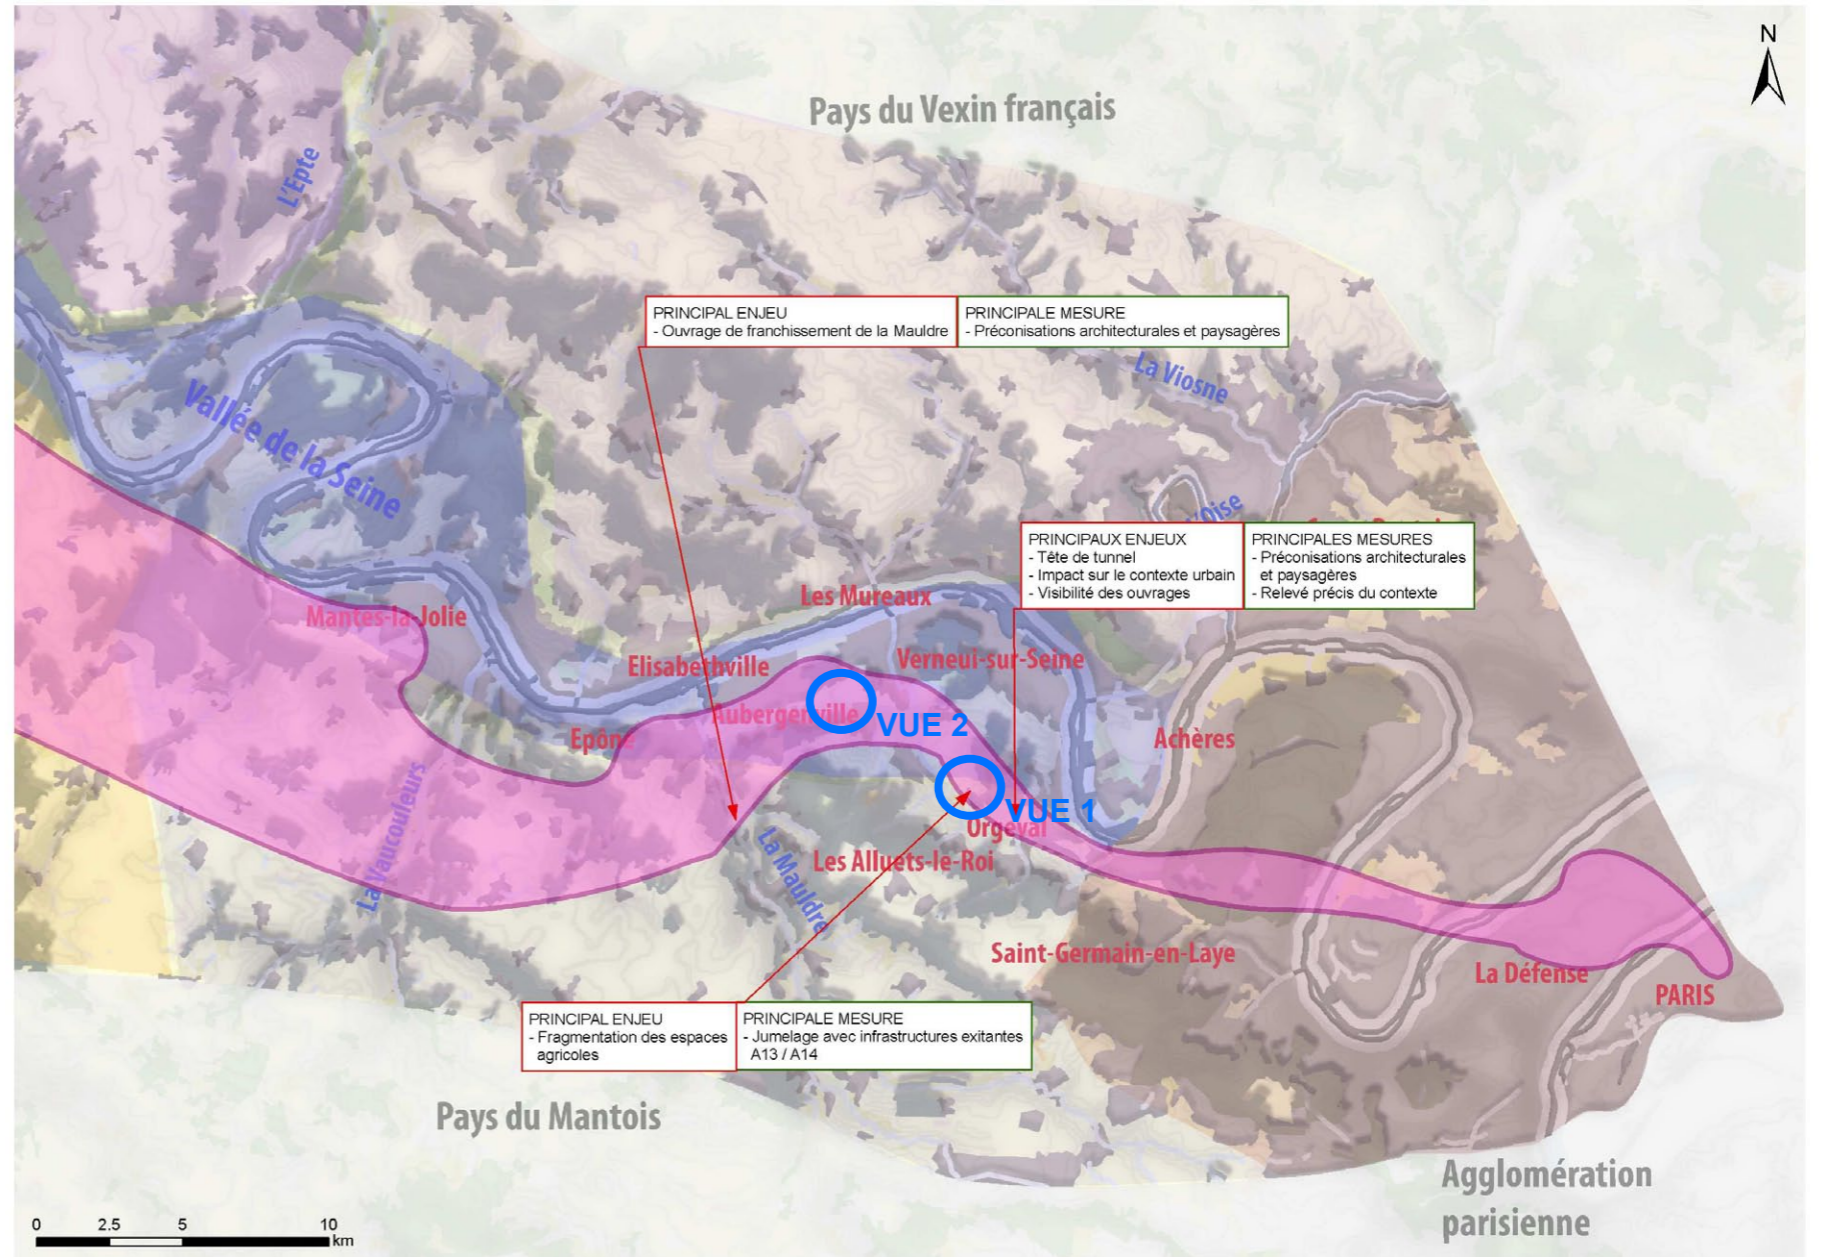 N
Pays du Vexin français
L'Epte
PRINCIPAL ENJEU
- Ouvrage de franchissement de la Mauldre
PRINCIPALE MESURE
- Préconisations architecturales et paysagères
La Viosne
Vallée de la Seine
l'Oise
PRINCIPAUX ENJEUX
- Tête de tunnel
- Impact sur le contexte urbain
- Visibilité des ouvrages
PRINCIPALES MESURES
- Préconisations architecturales
et paysagères
- Relevé précis du contexte
Les Mureaux
Mantes-la-Jolie
Elisabethville
Verneui-sur-Seine
Aubergenville
VUE 2
Epône
Achères
La Vaucouleurs
VUE 1
Orgeval
La Mauldre
Les Alluets-le-Roi
Saint-Germain-en-Laye
La Défense
PARIS
PRINCIPAL ENJEU
- Fragmentation des espaces
agricoles
PRINCIPALE MESURE
- Jumelage avec infrastructures exitantes
A13 / A14
Pays du Mantois
Agglomération
parisienne
0 2.5 5 10
km